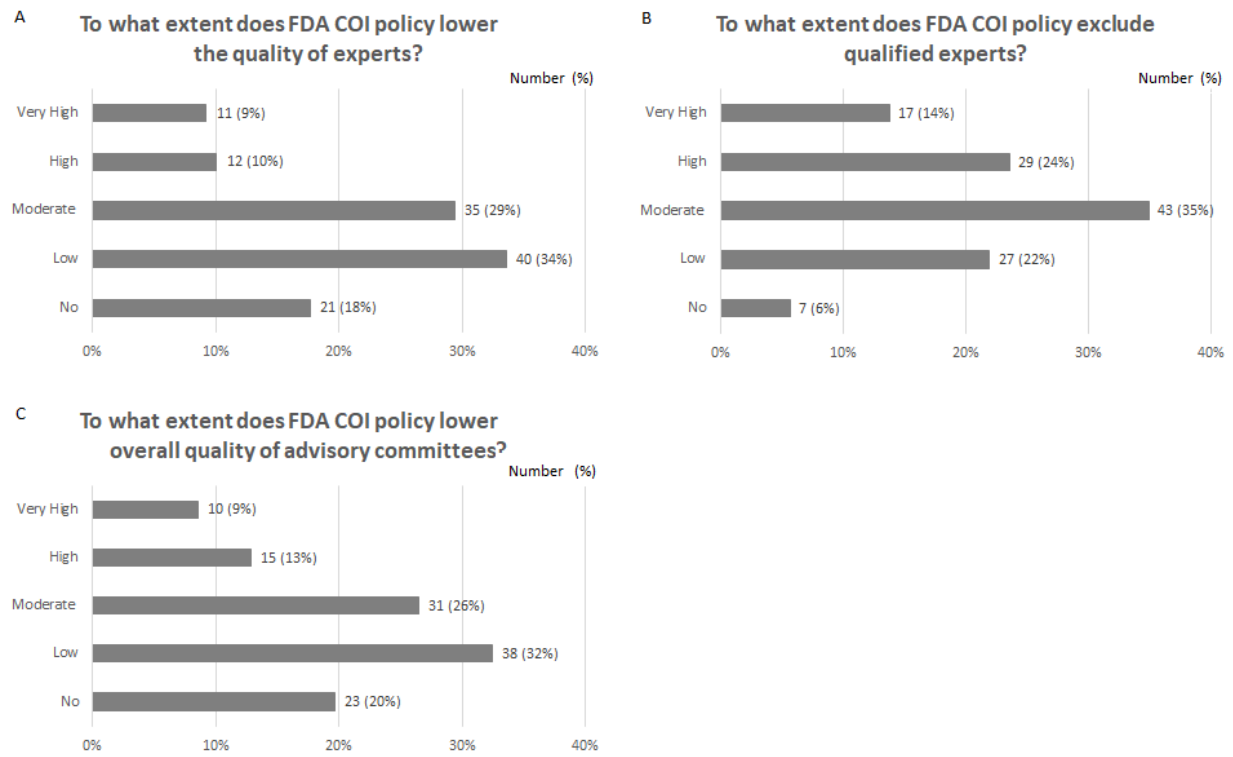 A
To what extent does FDA COI policy lower
the quality of experts?
Number (%)
Very High
11 (9%)
High
12 (10%)
Moderate
35 (29%)
Low
40 (34%)
No
21 (18%)
0%
10%
20%
30%
40%
B
To what extent does FDA COI policy exclude
qualified experts?
Number (%)
Very High
17 (14%)
High
29 (24%)
Moderate
43 (35%)
Low
27 (22%)
No
7 (6%)
0%
10%
20%
30%
40%
C
To what extent does FDA COI policy lower
overall quality of advisory committees?
Number (%)
Very High
10 (9%)
High
15 (13%)
Moderate
31 (26%)
Low
38 (32%)
No
23 (20%)
0%
10%
20%
30%
40%